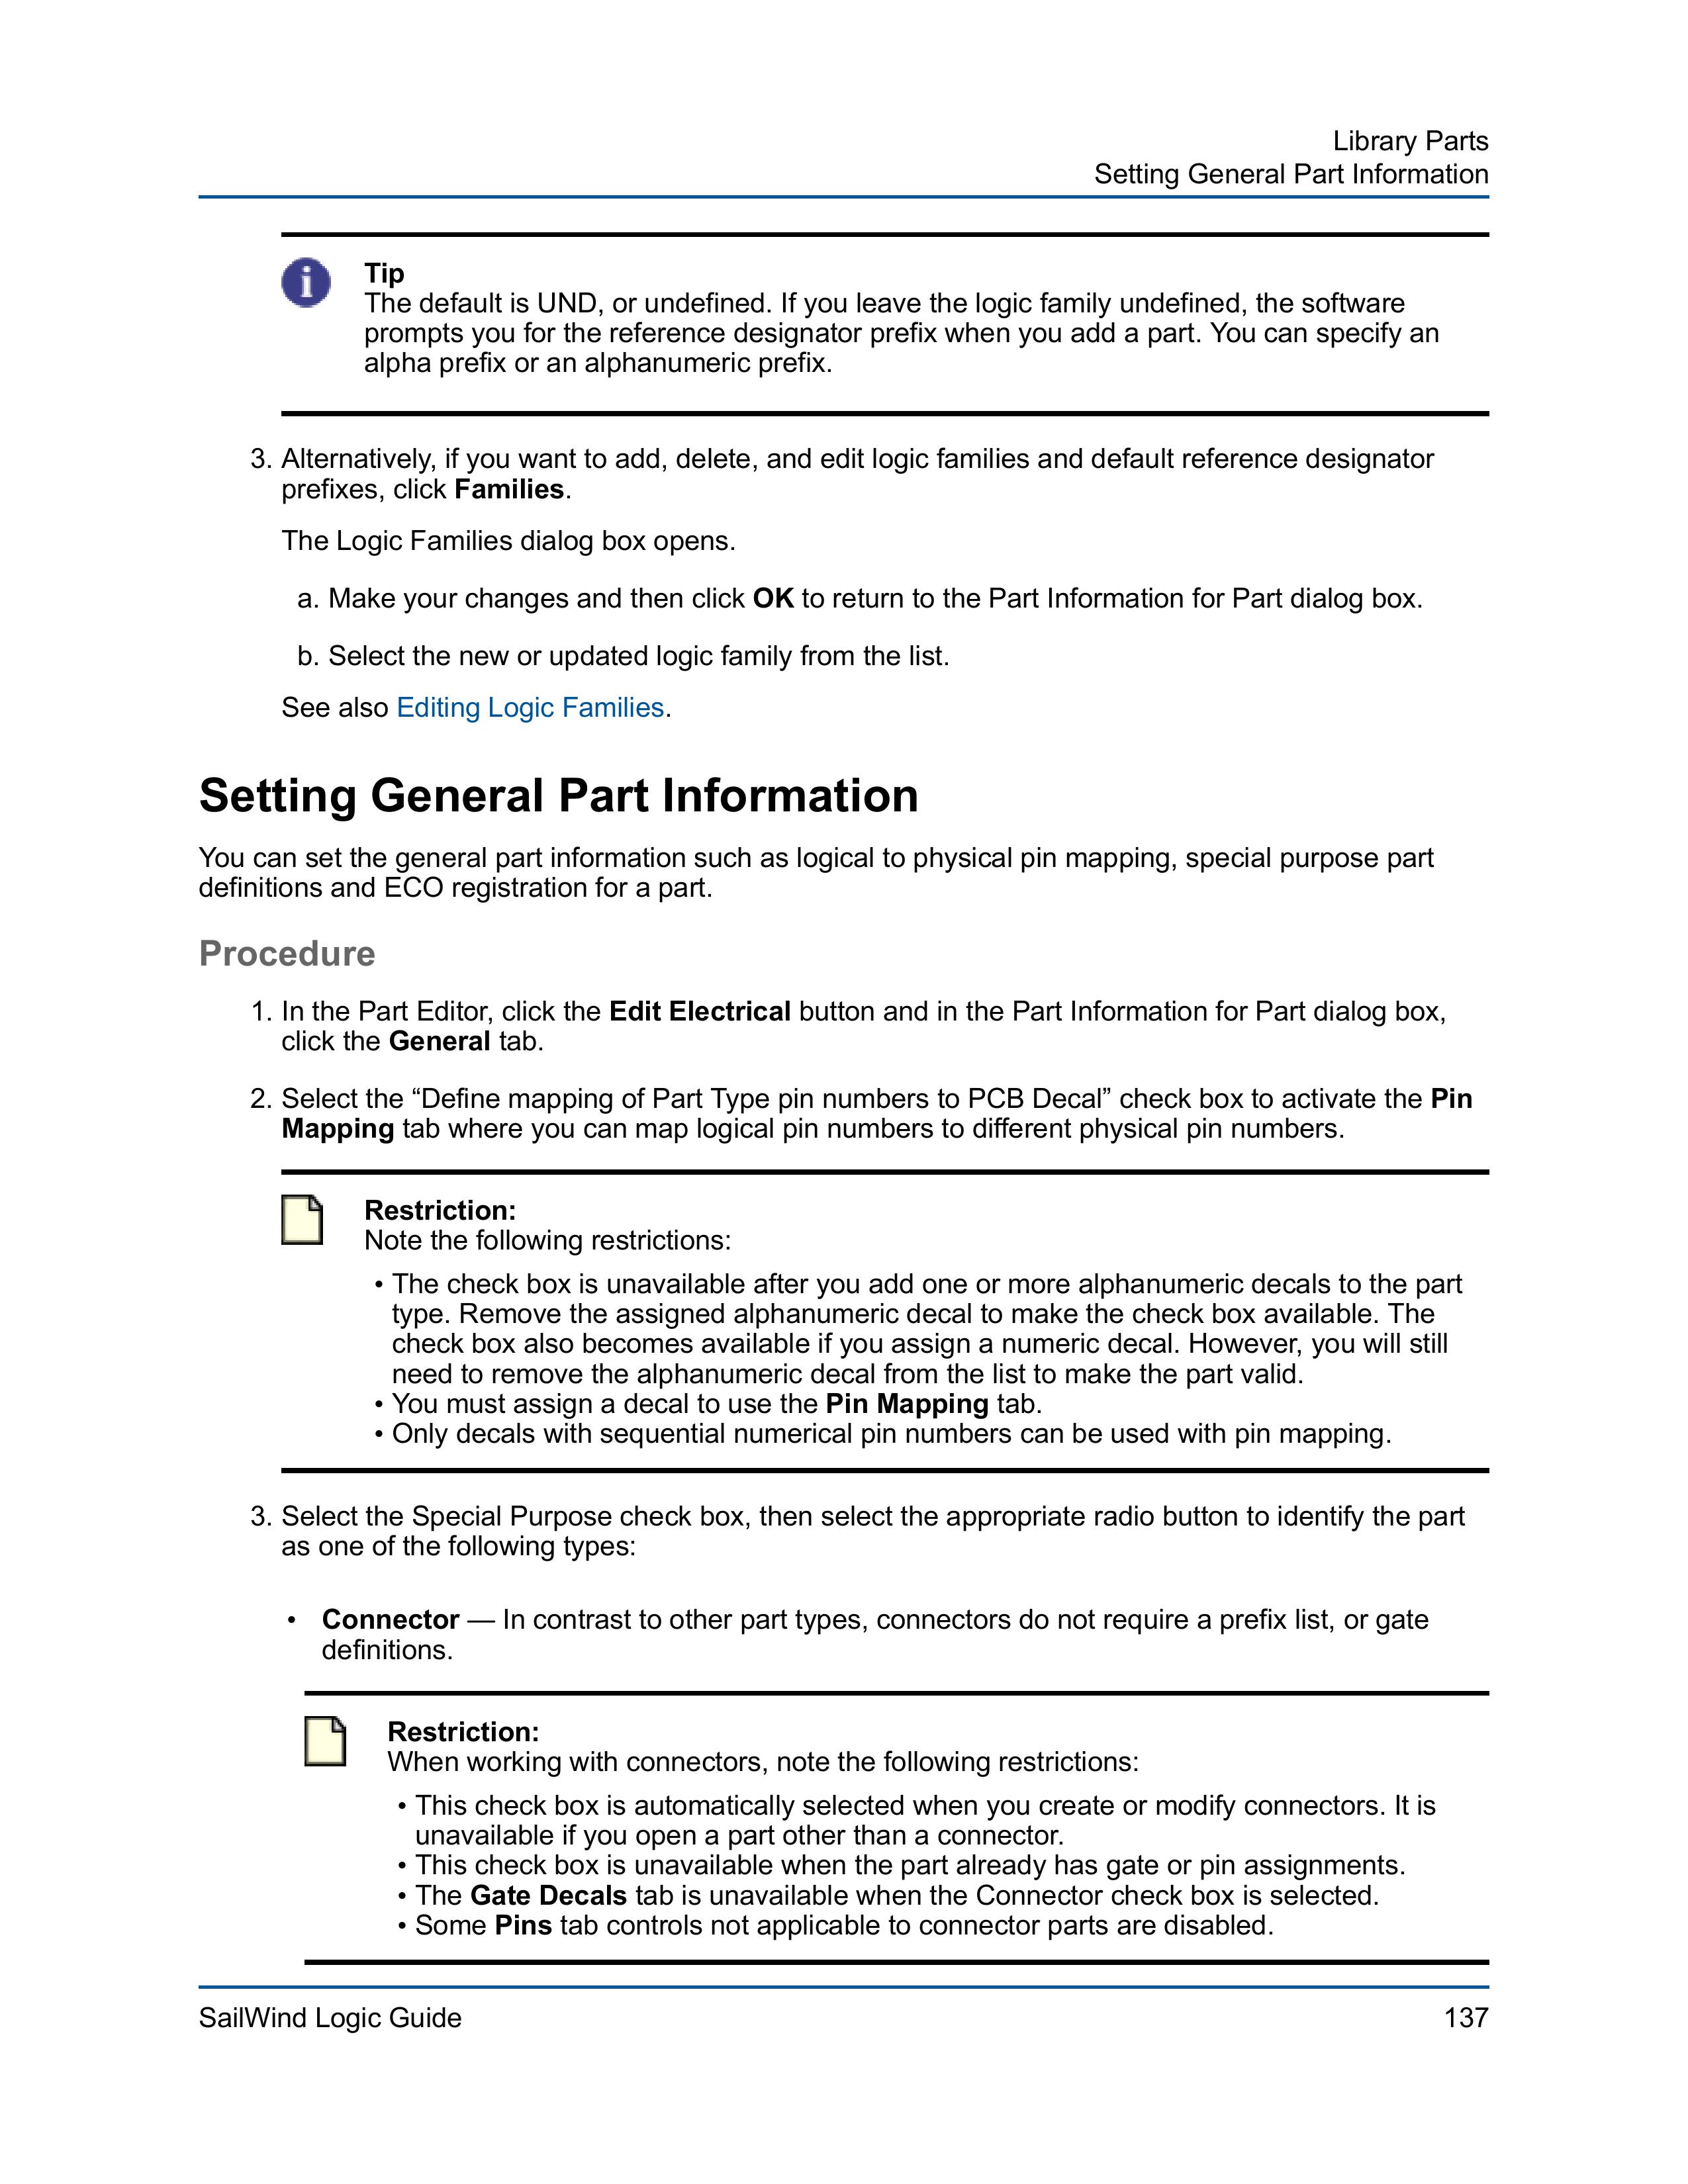 Library Parts
Setting General Part Information
Tip
The default is UND, or undefined. If you leave the logic family undefined, the software
prompts you for the reference designator prefix when you add a part. You can specify an
alpha prefix or an alphanumeric prefix.
3. Alternatively, if you want to add, delete, and edit logic families and default reference designator
prefixes, click Families.
The Logic Families dialog box opens.
a. Make your changes and then click OK to return to the Part Information for Part dialog box.
b. Select the new or updated logic family from the list.
See also Editing Logic Families.
Setting General Part Information
You can set the general part information such as logical to physical pin mapping, special purpose part
definitions and ECO registration for a part.
Procedure
1. In the Part Editor, click the Edit Electrical button and in the Part Information for Part dialog box,
click the General tab.
2. Select the “Define mapping of Part Type pin numbers to PCB Decal” check box to activate the Pin
Mapping tab where you can map logical pin numbers to different physical pin numbers.
Restriction:
Note the following restrictions:
• The check box is unavailable after you add one or more alphanumeric decals to the part
type. Remove the assigned alphanumeric decal to make the check box available. The
check box also becomes available if you assign a numeric decal. However, you will still
need to remove the alphanumeric decal from the list to make the part valid.
• You must assign a decal to use the Pin Mapping tab.
• Only decals with sequential numerical pin numbers can be used with pin mapping.
3. Select the Special Purpose check box, then select the appropriate radio button to identify the part
as one of the following types:
• Connector — In contrast to other part types, connectors do not require a prefix list, or gate
definitions.
Restriction:
When working with connectors, note the following restrictions:
• This check box is automatically selected when you create or modify connectors. It is
unavailable if you open a part other than a connector.
• This check box is unavailable when the part already has gate or pin assignments.
• The Gate Decals tab is unavailable when the Connector check box is selected.
• Some Pins tab controls not applicable to connector parts are disabled.
SailWind Logic Guide
137